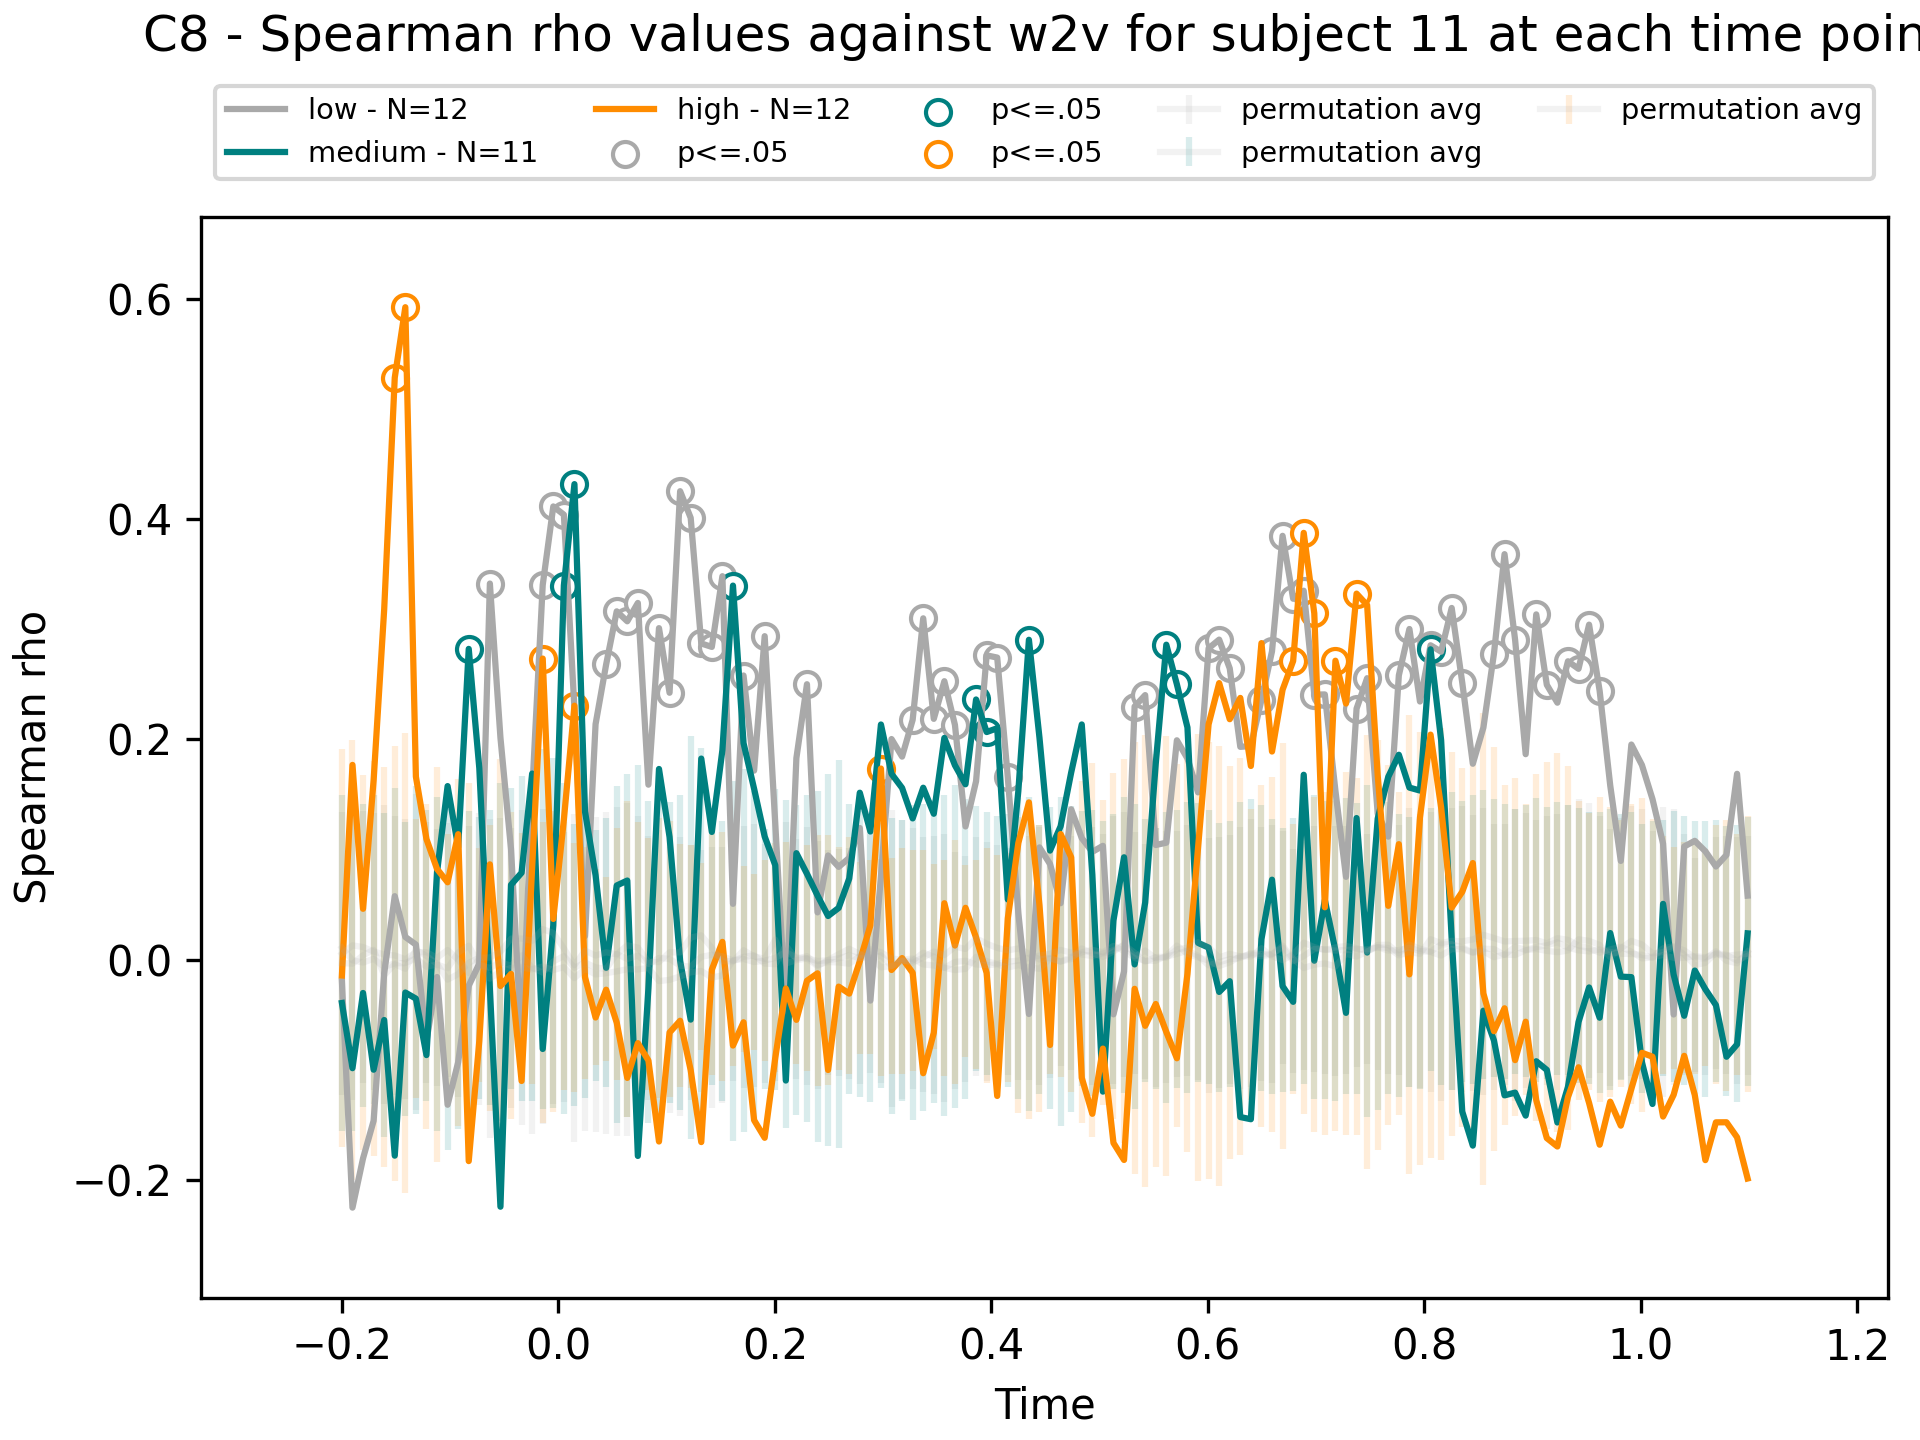 C8 - Spearman rho values against w2v for subject 11 at each time poin
low - N=12
medium - N=11
high - N=12
p<=.05
p<=.05
p<=.05
permutation avg
permutation avg
permutation avg
Spearman rho
0.6
0.4
0.2
0.0
−0.2
−0.2 0.0 0.2 0.4 0.6 0.8 1.0 1.2
Time